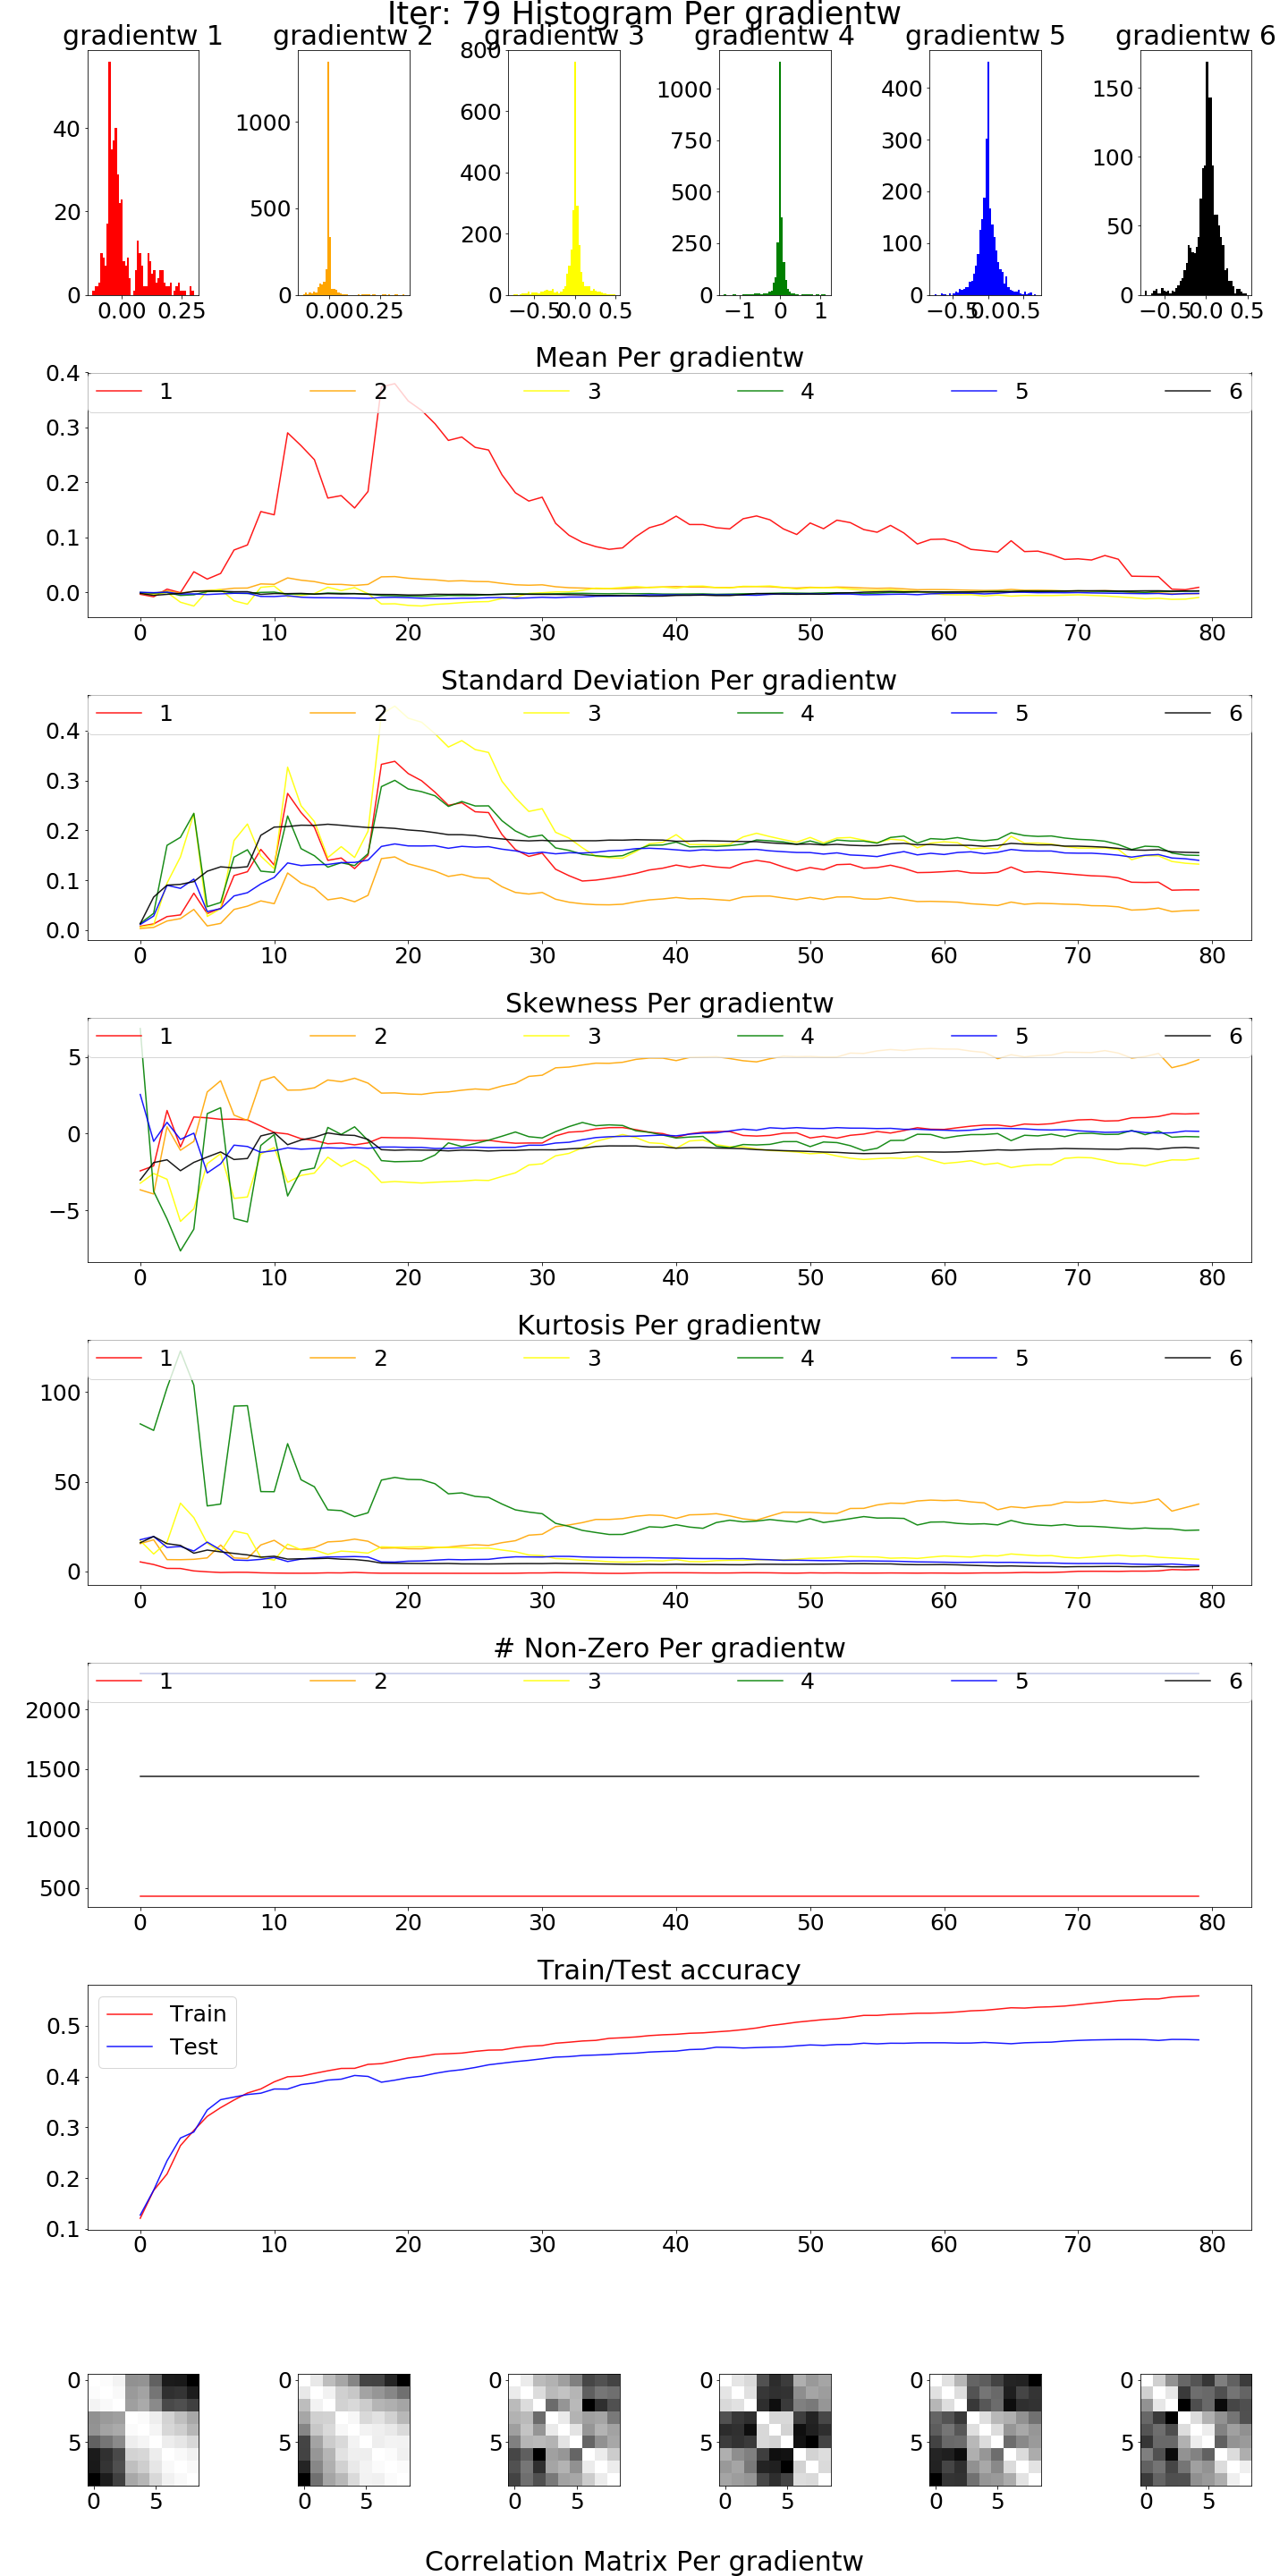 Iter: 79 Histogram Per gradientw
gradientw 1 gradientw 2 gradientw 3 gradientw 4 gradientw 5 gradientw 6
40
20
0
0.00 0.25
1000
500
0
0.00 0.25
800
600
400
200
0
−0.5 0.0 0.5
1000
750
500
250
0
−1 0 1
400
300
200
100
0
−0.5 0.0 0.5
150
100
50
0
−0.5 0.0 0.5
Mean Per gradientw
1 2 3 4 5 6
0.4
0.3
0.2
0.1
0.0
0 10 20 30 40 50 60 70 80
Standard Deviation Per gradientw
1 2 3 4 5 6
0.4
0.3
0.2
0.1
0.0
0 10 20 30 40 50 60 70 80
Skewness Per gradientw
1 2 3 4 5 6
5
0
−5
0 10 20 30 40 50 60 70 80
Kurtosis Per gradientw
1 2 3 4 5 6
100
50
0
0 10 20 30 40 50 60 70 80
# Non-Zero Per gradientw
1 2 3 4 5 6
2000
1500
1000
500
0 10 20 30 40 50 60 70 80
Train/Test accuracy
Train
Test
0.5
0.4
0.3
0.2
0.1
0 10 20 30 40 50 60 70 80
0 0 0 0 0 0
5 5 5 5 5 5
0 5 0 5 0 5 0 5 0 5 0 5
Correlation Matrix Per gradientw